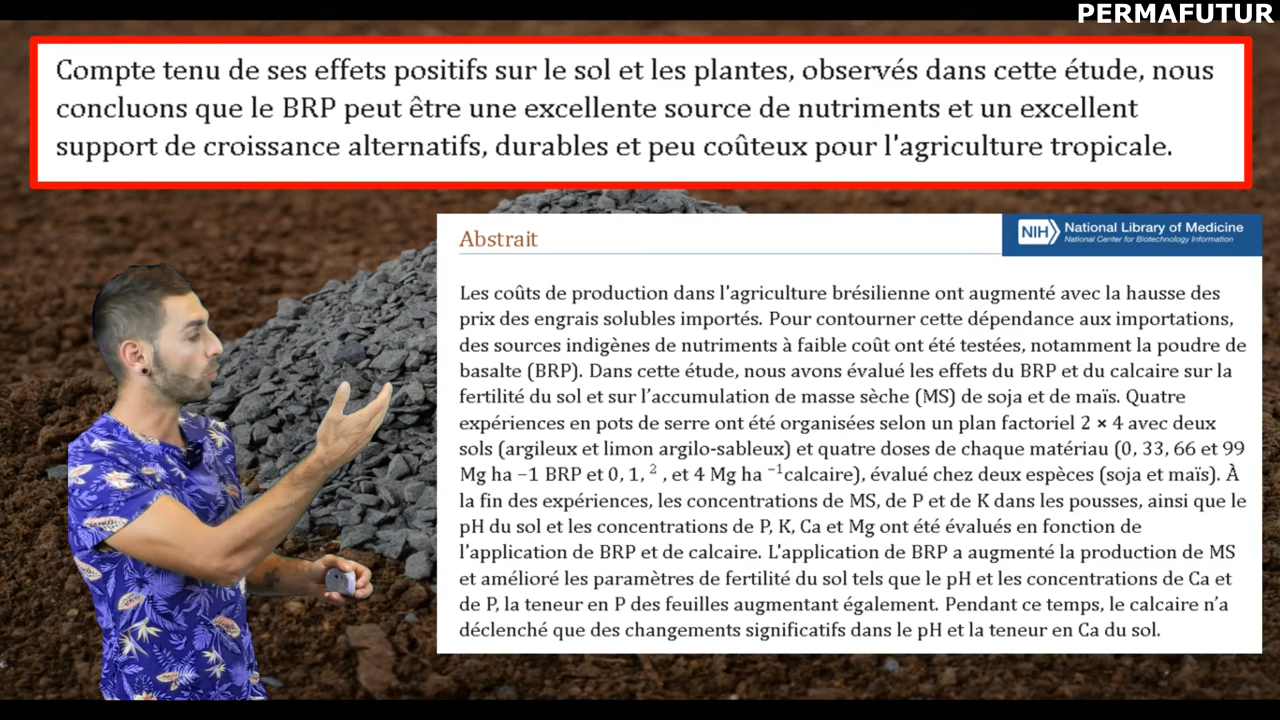 PERMAFUTUR
Compte tenu de ses effets positifs sur le sol et les plantes, observés dans cette étude, nous
concluons que le BRP peut être une excellente source de nutriments et un excellent
support de croissance alternatifs, durables et peu coûteux pour l'agriculture tropicale.
NIH National Library of Medicine
National Center for Biotechnology Information
Abstrait
Les coûts de production dans l'agriculture brésilienne ont augmenté avec la hausse des
prix des engrais solubles importés. Pour contourner cette dépendance aux importations,
des sources indigènes de nutriments à faible coût ont été testées, notamment la poudre de
basalte (BRP). Dans cette étude, nous avons évalué les effets du BRP et du calcaire sur la
fertilité du sol et sur l'accumulation de masse sèche (MS) de soja et de maïs. Quatre
expériences en pots de serre ont été organisées selon un plan factoriel 2 × 4 avec deux
sols (argileux et limon argilo-sableux) et quatre doses de chaque matériau (0, 33, 66 et 99
Mg ha −1 BRP et 0, 1, ² , et 4 Mg ha ⁻¹calcaire), évalué chez deux espèces (soja et maïs). À
la fin des expériences, les concentrations de MS, de P et de K dans les pousses, ainsi que le
pH du sol et les concentrations de P, K, Ca et Mg ont été évalués en fonction de
l'application de BRP et de calcaire. L'application de BRP a augmenté la production de MS
et amélioré les paramètres de fertilité du sol tels que le pH et les concentrations de Ca et
de P, la teneur en P des feuilles augmentant également. Pendant ce temps, le calcaire n'a
déclenché que des changements significatifs dans le pH et la teneur en Ca du sol.